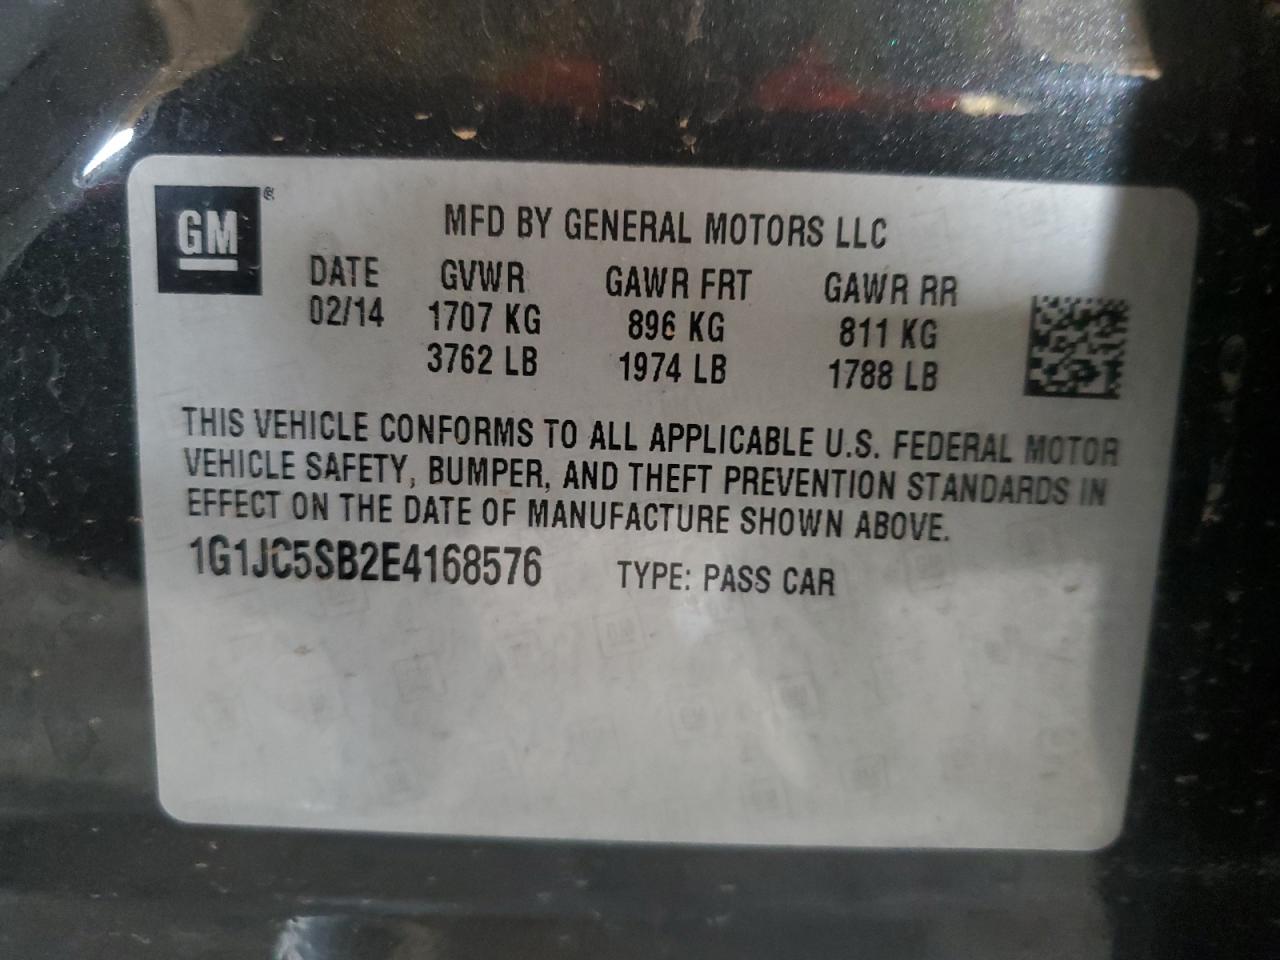 GM®
MFD BY GENERAL MOTORS LLC
DATE GVWR GAWR FRT GAWR RR
02/14 1707 KG 896 KG 811 KG
3762 LB 1974 LB 1788 LB
THIS VEHICLE CONFORMS TO ALL APPLICABLE U.S. FEDERAL MOTOR
VEHICLE SAFETY, BUMPER, AND THEFT PREVENTION STANDARDS IN
EFFECT ON THE DATE OF MANUFACTURE SHOWN ABOVE.
1G1JC5SB2E4168576 TYPE: PASS CAR